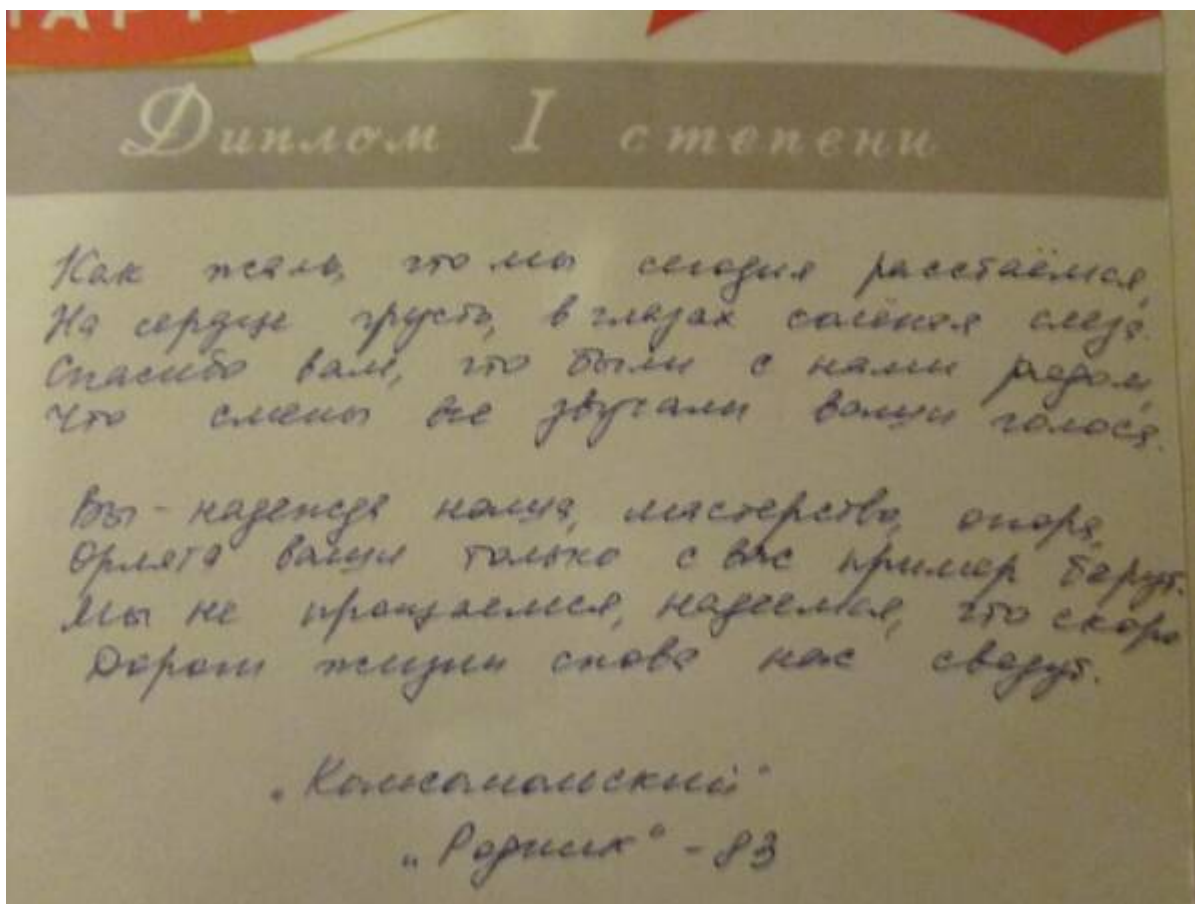 Диплом I степени
Как жаль, что мы сегодня расстаёмся,
На сердце грусть, в глазах солёная слеза.
Спасибо вам, что были с нами рядом,
Что смены все звучали ваши голоса.
Вы - надежда наша, мастерство, опора,
Орлята ваши только с вас пример берут.
Мы не прощаемся, надеемся, что скоро
Дороги жизни снова нас сведут.
"Комсомольский"
"Родник" - 83